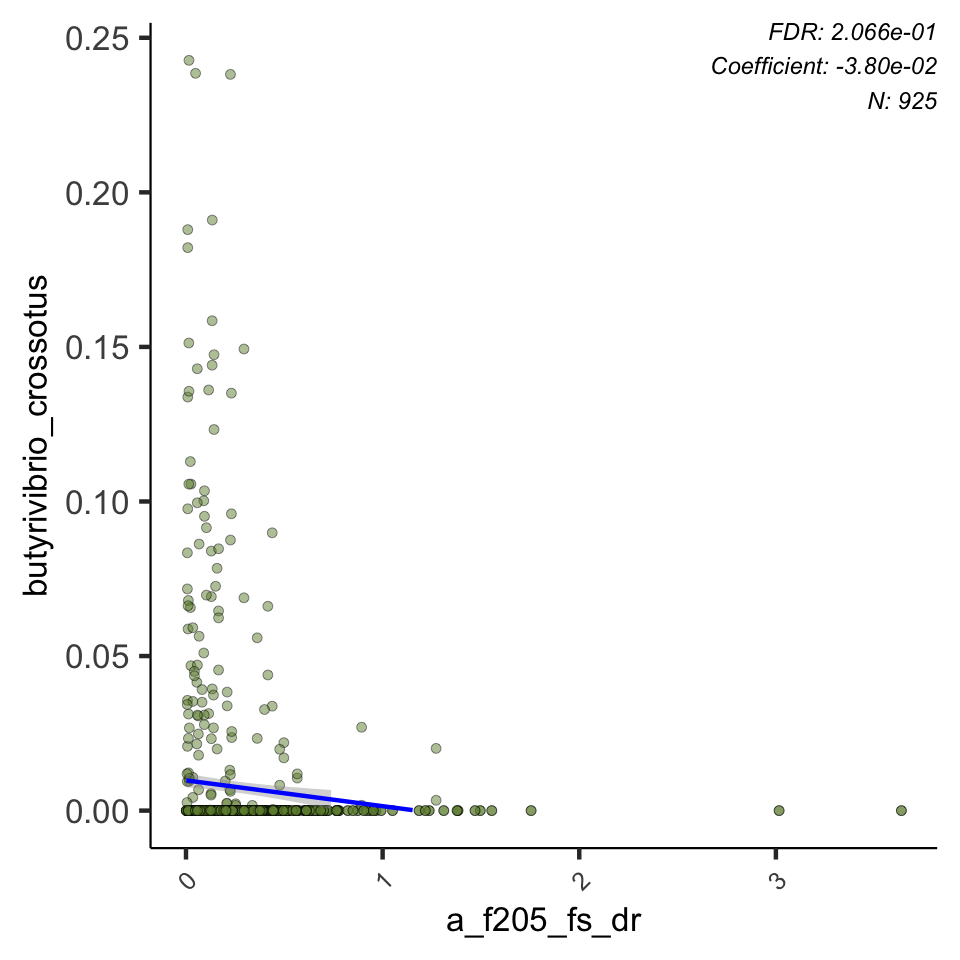 FDR: 2.066e-01
Coefficient: -3.80e-02
N: 925
0.25
0.20
0.15
0.10
0.05
0.00
butyrivibrio_crossotus
0 1 2 3
a_f205_fs_dr